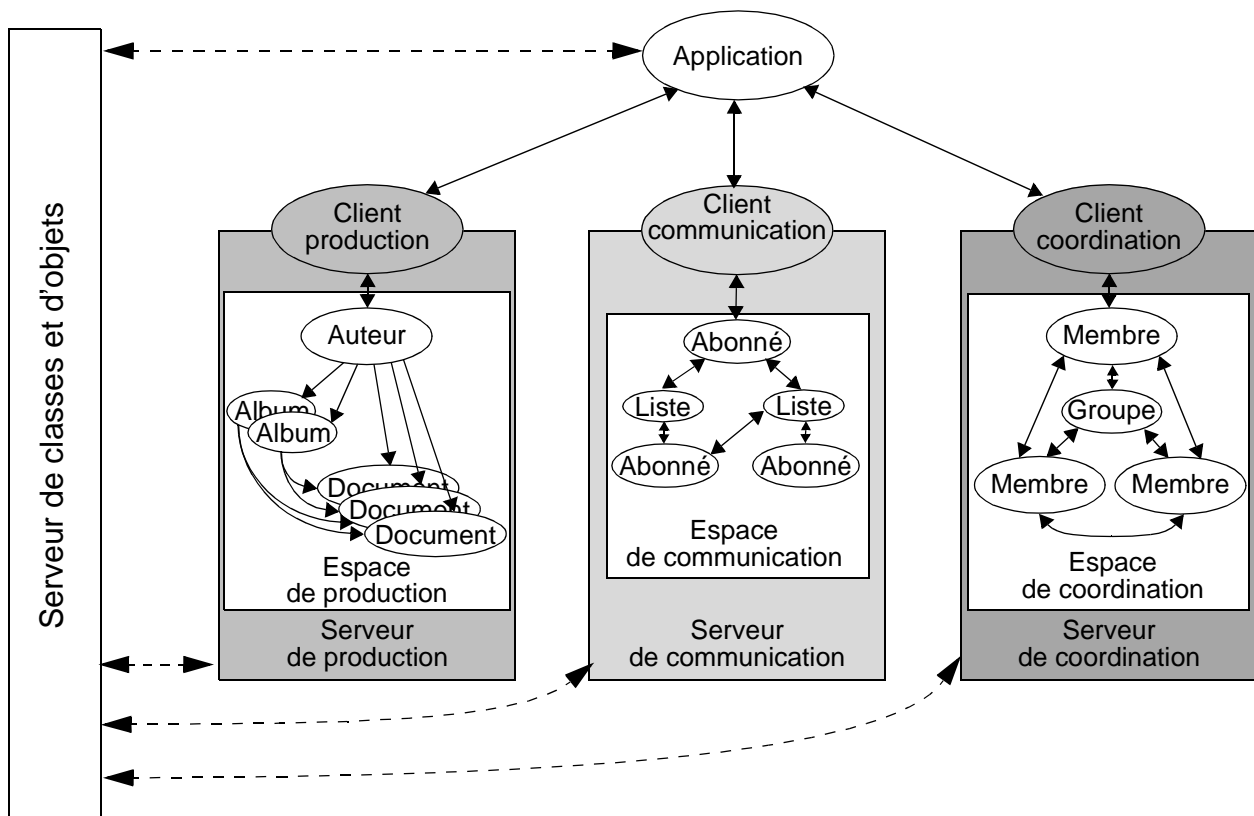 Serveur de classes et d'objets
Application
Client
production
Auteur
Album
Album
Document
Document
Document
Espace
de production
Serveur
de production
Client
communication
Abonné
Liste
Liste
Abonné
Abonné
Espace
de communication
Serveur
de communication
Client
coordination
Membre
Groupe
Membre
Membre
Espace
de coordination
Serveur
de coordination